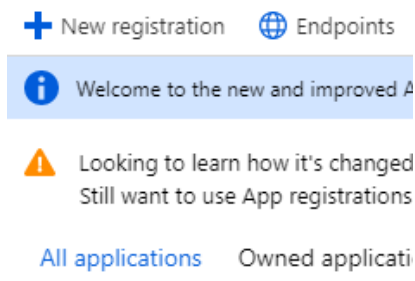 New registration Endpoints
Welcome to the new and improved
Looking to learn how it's changed
Still want to use App registrations
All applications Owned